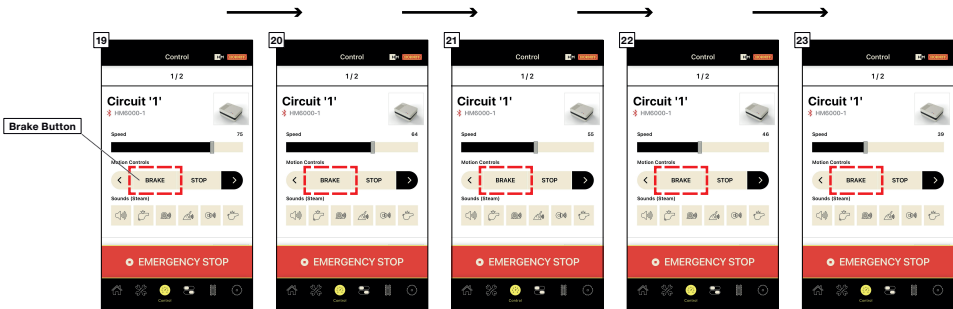 19
Control
1 / 2
Circuit '1'
HM6000-1
Speed 75
Motion Controls
BRAKE STOP
Sounds (Steam)
EMERGENCY STOP
Control
Brake Button
20
Control
1 / 2
Circuit '1'
HM6000-1
Speed 64
Motion Controls
BRAKE STOP
Sounds (Steam)
EMERGENCY STOP
Control
21
Control
1 / 2
Circuit '1'
HM6000-1
Speed 55
Motion Controls
BRAKE STOP
Sounds (Steam)
EMERGENCY STOP
Control
22
Control
1 / 2
Circuit '1'
HM6000-1
Speed 46
Motion Controls
BRAKE STOP
Sounds (Steam)
EMERGENCY STOP
Control
23
Control
1 / 2
Circuit '1'
HM6000-1
Speed 39
Motion Controls
BRAKE STOP
Sounds (Steam)
EMERGENCY STOP
Control